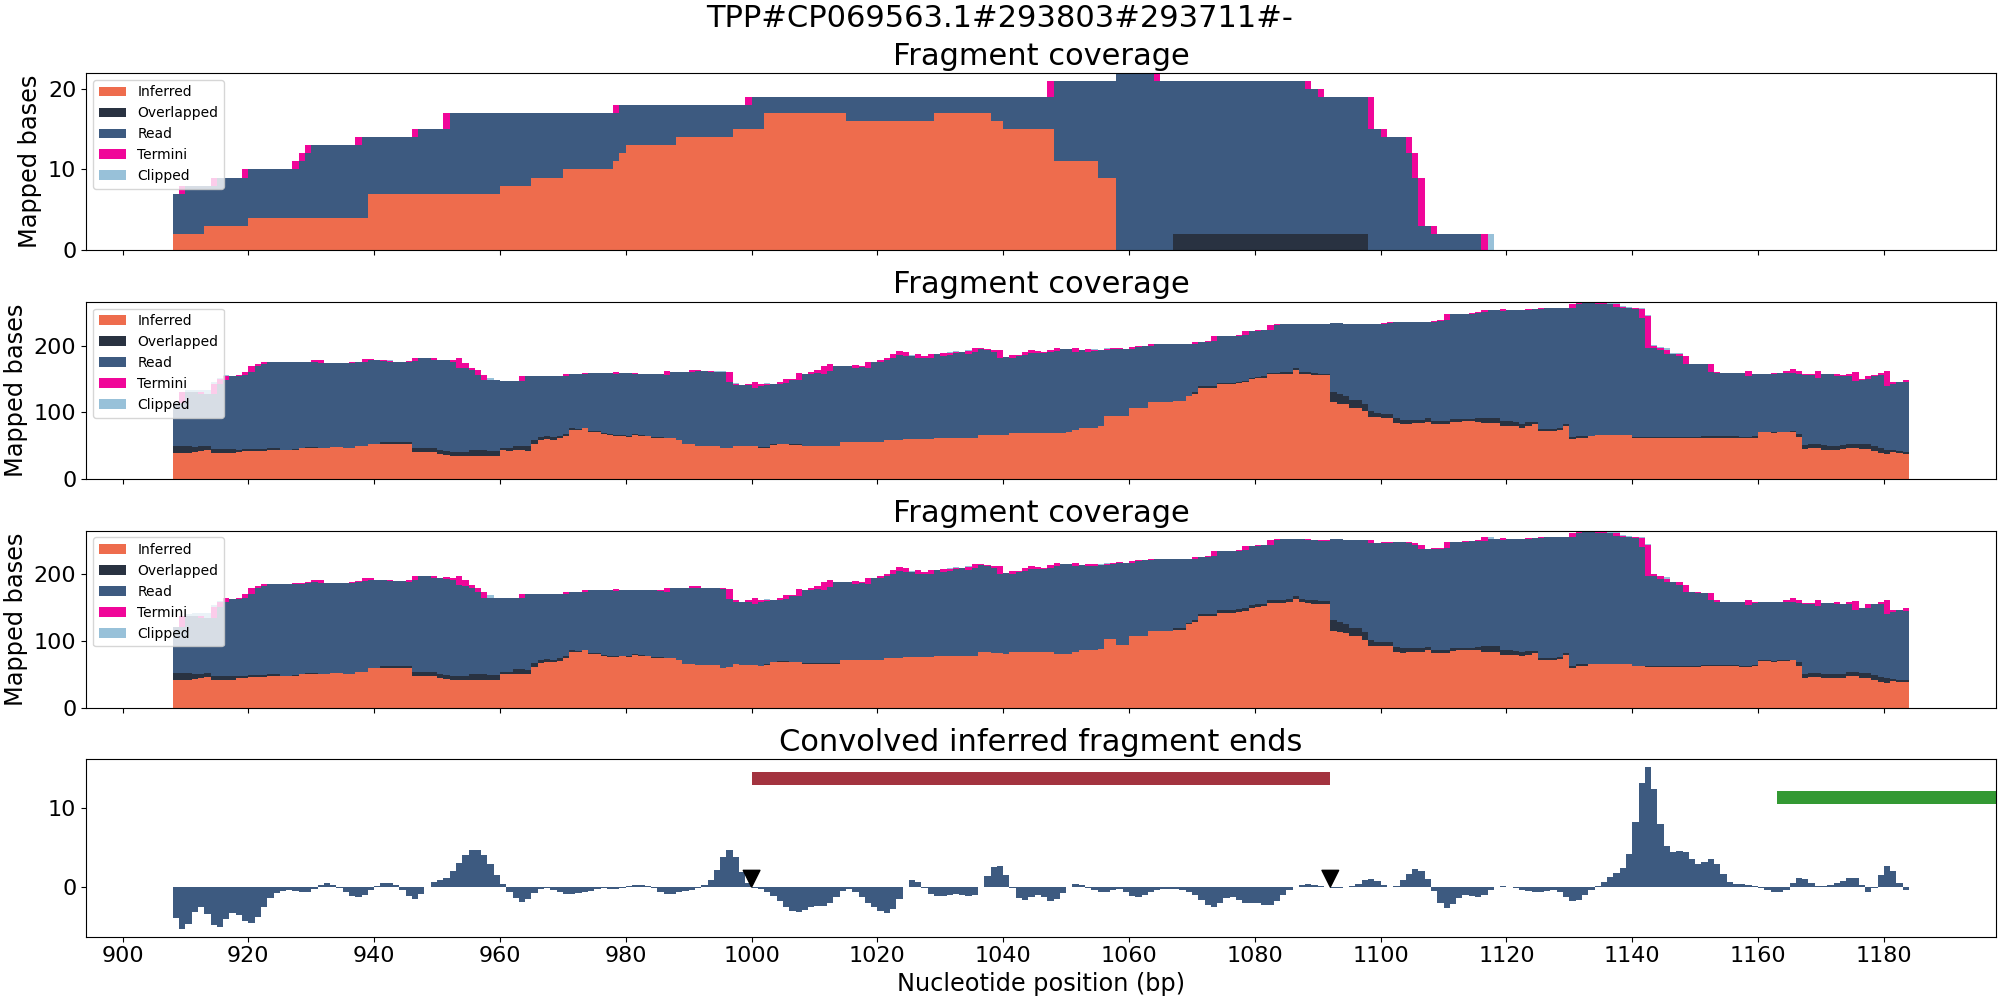 TPP#CP069563.1#293803#293711#-
Fragment coverage
Mapped bases
20
10
0
Inferred
Overlapped
Read
Termini
Clipped
Fragment coverage
Mapped bases
200
100
0
Inferred
Overlapped
Read
Termini
Clipped
Fragment coverage
Mapped bases
200
100
0
Inferred
Overlapped
Read
Termini
Clipped
Convolved inferred fragment ends
10
0
900 920 940 960 980 1000 1020 1040 1060 1080 1100 1120 1140 1160 1180
Nucleotide position (bp)